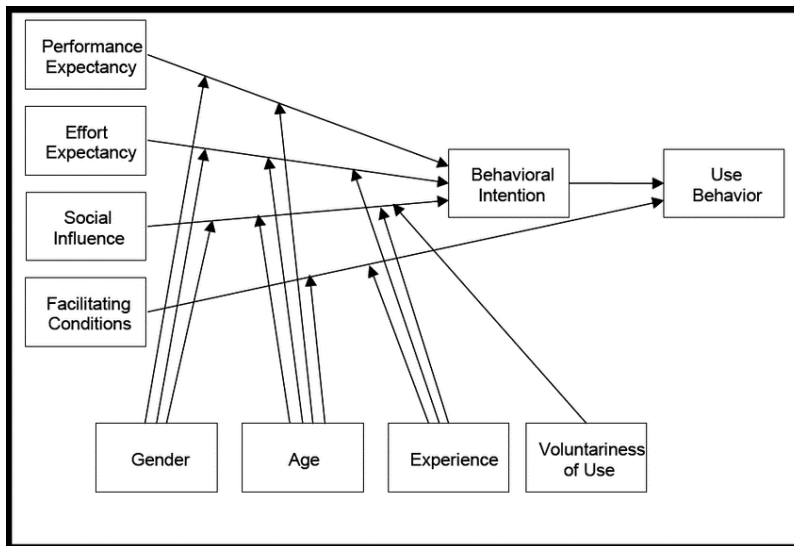 Performance
Expectancy
Effort
Expectancy
Social
Influence
Facilitating
Conditions
Behavioral
Intention
Use
Behavior
Gender
Age
Experience
Voluntariness
of Use